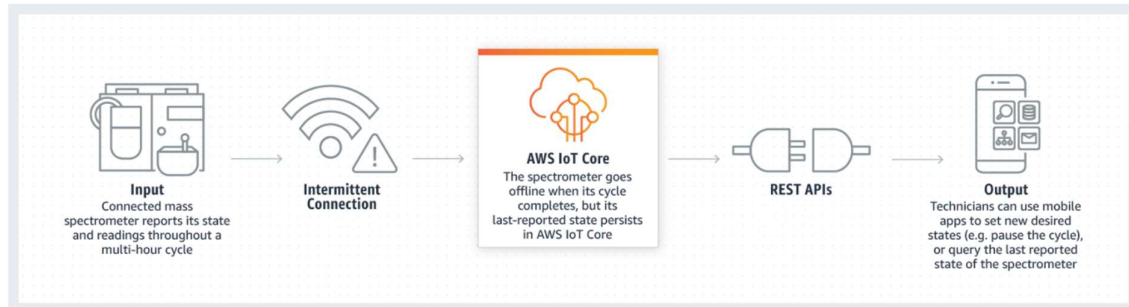 Input
Connected mass
spectrometer reports its state
and readings throughout a
multi-hour cycle
Intermittent
Connection
AWS IoT Core
The spectrometer goes
offline when its cycle
completes, but its
last-reported state persists
in AWS IoT Core
REST APIs
Output
Technicians can use mobile
apps to set new desired
states (e.g. pause the cycle),
or query the last reported
state of the spectrometer